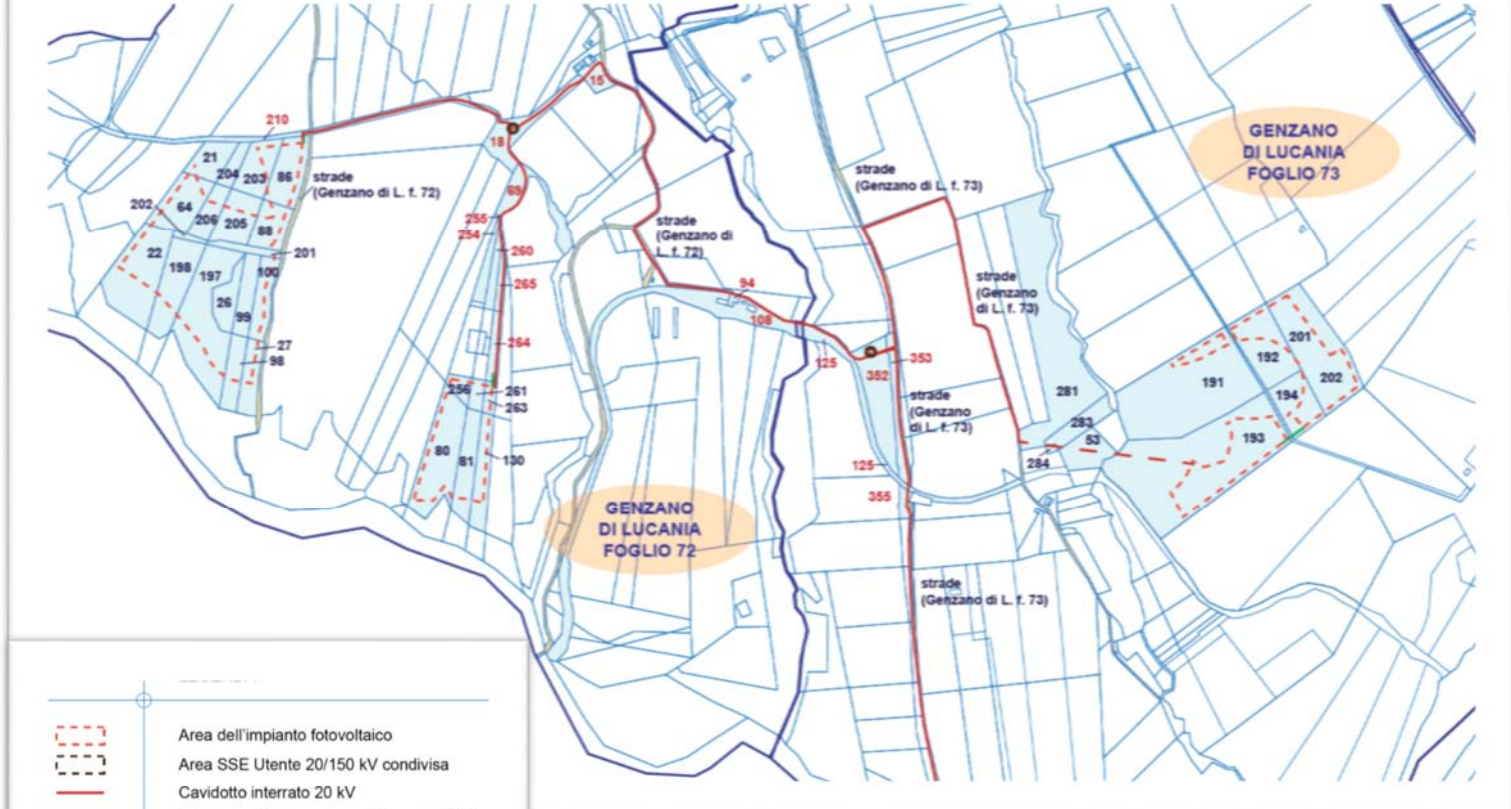 15
210
18
GENZANO
DI LUCANIA
FOGLIO 73
21
204
203
86
strade
(Genzano di L. f. 72)
strade
(Genzano di L. f. 73)
69
202
64
206
205
88
255
254
strade
(Genzano di
L. f. 72)
22
198
197
100
201
260
265
94
strade
(Genzano
di L. f. 73)
26
99
108
27
98
264
125
352
353
201
192
191
202
194
256
261
263
strade
(Genzano
di L. f. 73)
281
283
53
193
80
81
130
125
284
355
GENZANO
DI LUCANIA
FOGLIO 72
strade
(Genzano di L. f. 73)
Area dell'impianto fotovoltaico
Area SSE Utente 20/150 kV condivisa
Cavidotto interrato 20 kV